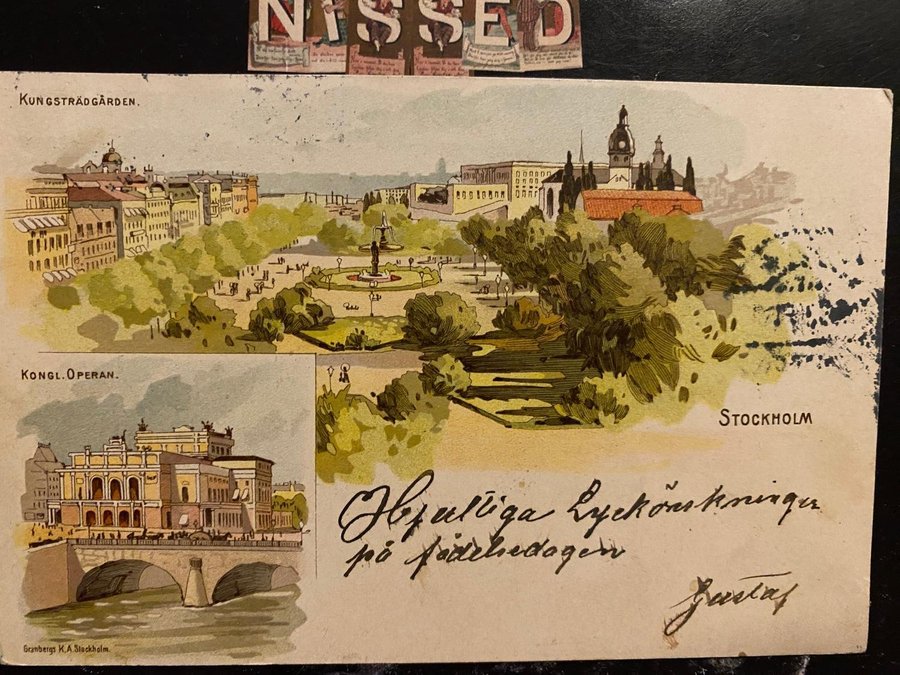 NISSED
KUNGSTRÄDGÅRDEN.
KONGL. OPERAN.
STOCKHOLM
Hjertliga Lyckönskningar
på födelsedagen
Gustaf
Granbergs K.A. Stockholm.